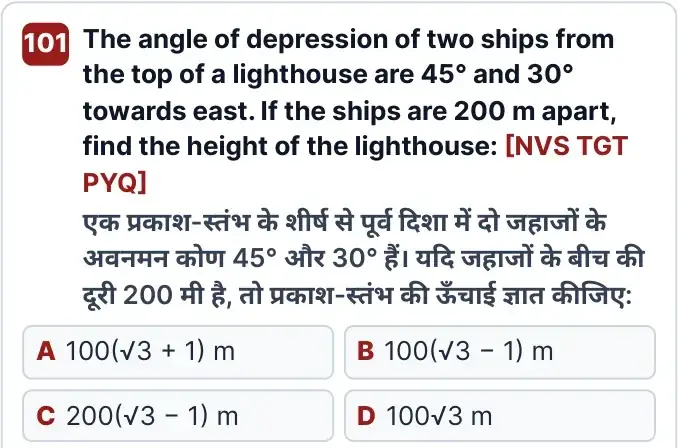 101 The angle of depression of two ships from
the top of a lighthouse are 45° and 30°
towards east. If the ships are 200 m apart,
find the height of the lighthouse: [NVS TGT
PYQ]
एक प्रकाश-स्तंभ के शीर्ष से पूर्व दिशा में दो जहाजों के
अवनमन कोण 45° और 30° हैं। यदि जहाजों के बीच की
दूरी 200 मी है, तो प्रकाश-स्तंभ की ऊँचाई ज्ञात कीजिए:
A 100(√3 + 1) m
B 100(√3 − 1) m
C 200(√3 − 1) m
D 100√3 m